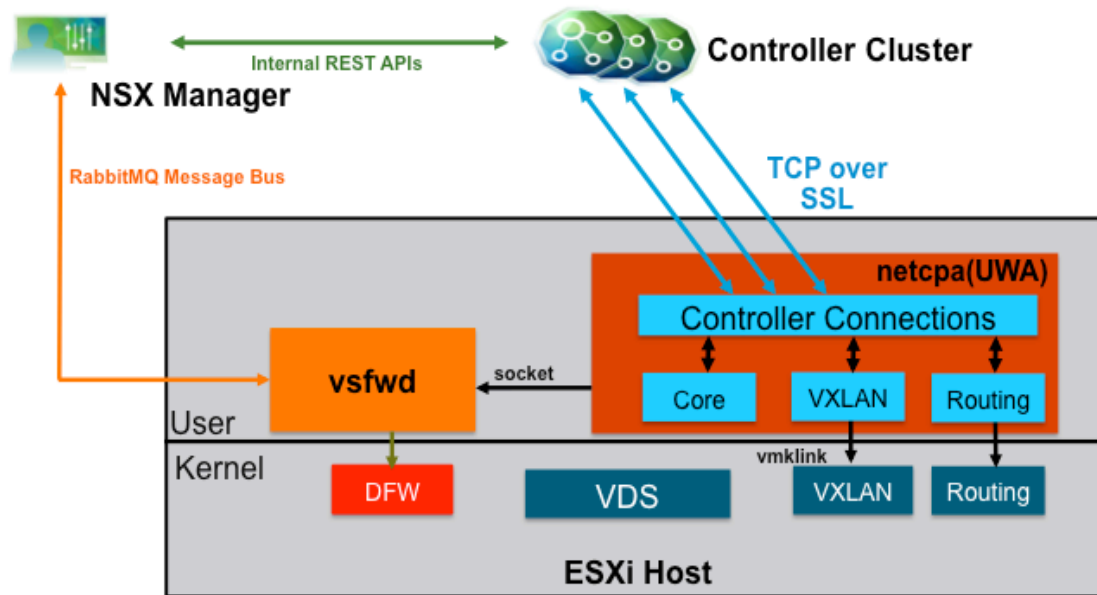 Internal REST APIs
Controller Cluster
NSX Manager
RabbitMQ Message Bus
TCP over
SSL
netcpa(UWA)
Controller Connections
vsfwd
socket
Core
VXLAN
Routing
User
Kernel
vmklink
DFW
VDS
VXLAN
Routing
ESXi Host